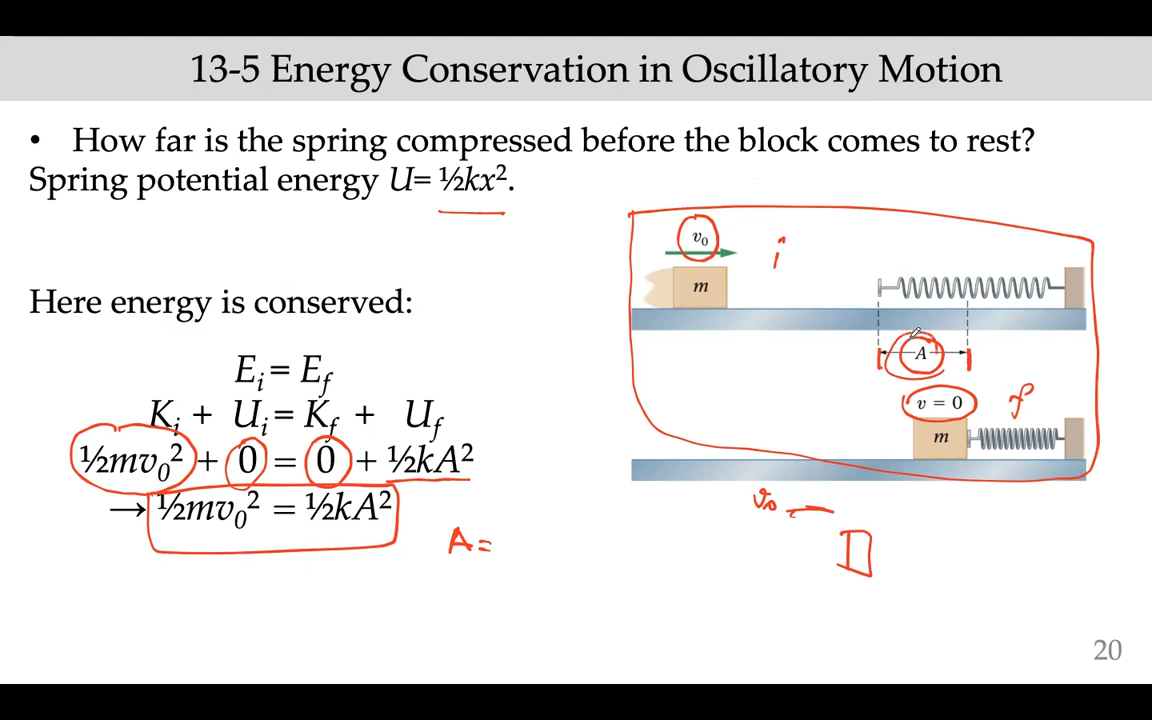 13-5 Energy Conservation in Oscillatory Motion
• How far is the spring compressed before the block comes to rest?
Spring potential energy U= ½kx².
v₀
i
m
Here energy is conserved:
A
Eᵢ = E_f
v = 0
f
Kᵢ + Uᵢ = K_f + U_f
m
½mv₀² + 0 = 0 + ½kA²
→ ½mv₀² = ½kA²
v₀
A=
20